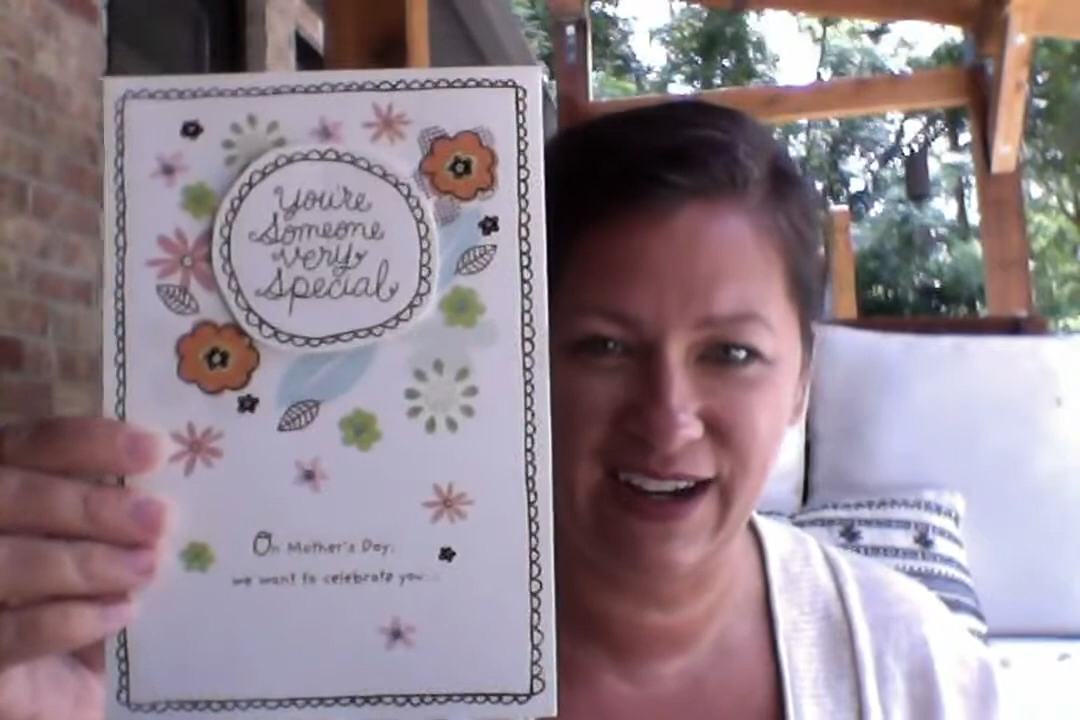 You're
Someone
very
Special
On Mother's Day,
we want to celebrate you...